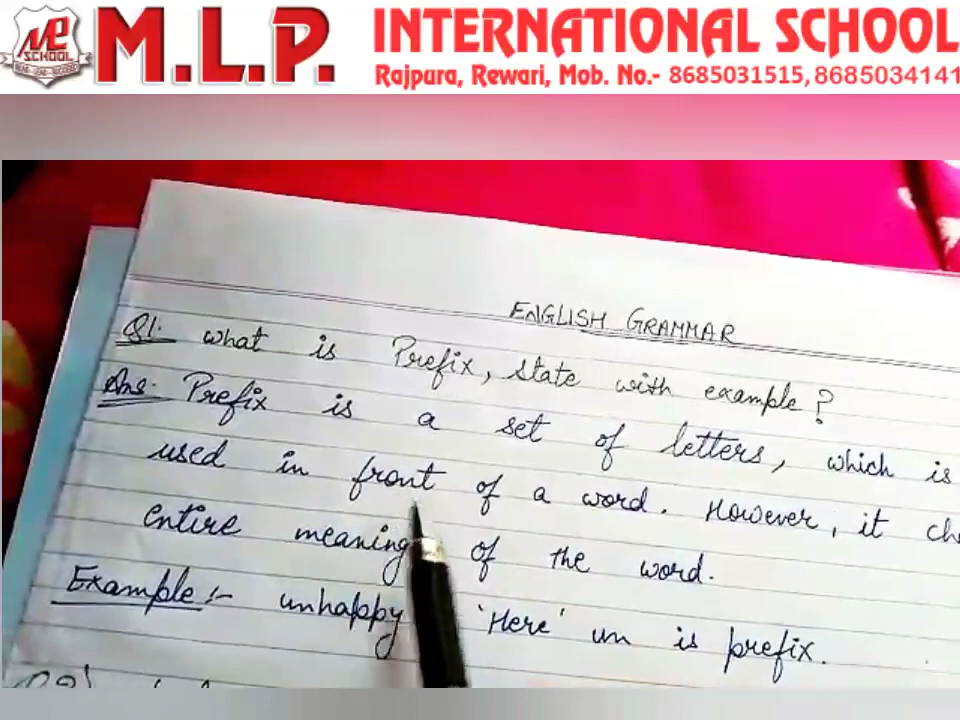 M.L.P. INTERNATIONAL SCHOOL
SCHOOL
Rajpura, Rewari, Mob. No.- 8685031515, 8685034141
ENGLISH GRAMMAR
Q1. What is Prefix, state with example?
Ans. Prefix is a set of letters, which is
used in front of a word. However, it
entire meaning of the word.
Example:- unhappy 'Here' un is prefix.